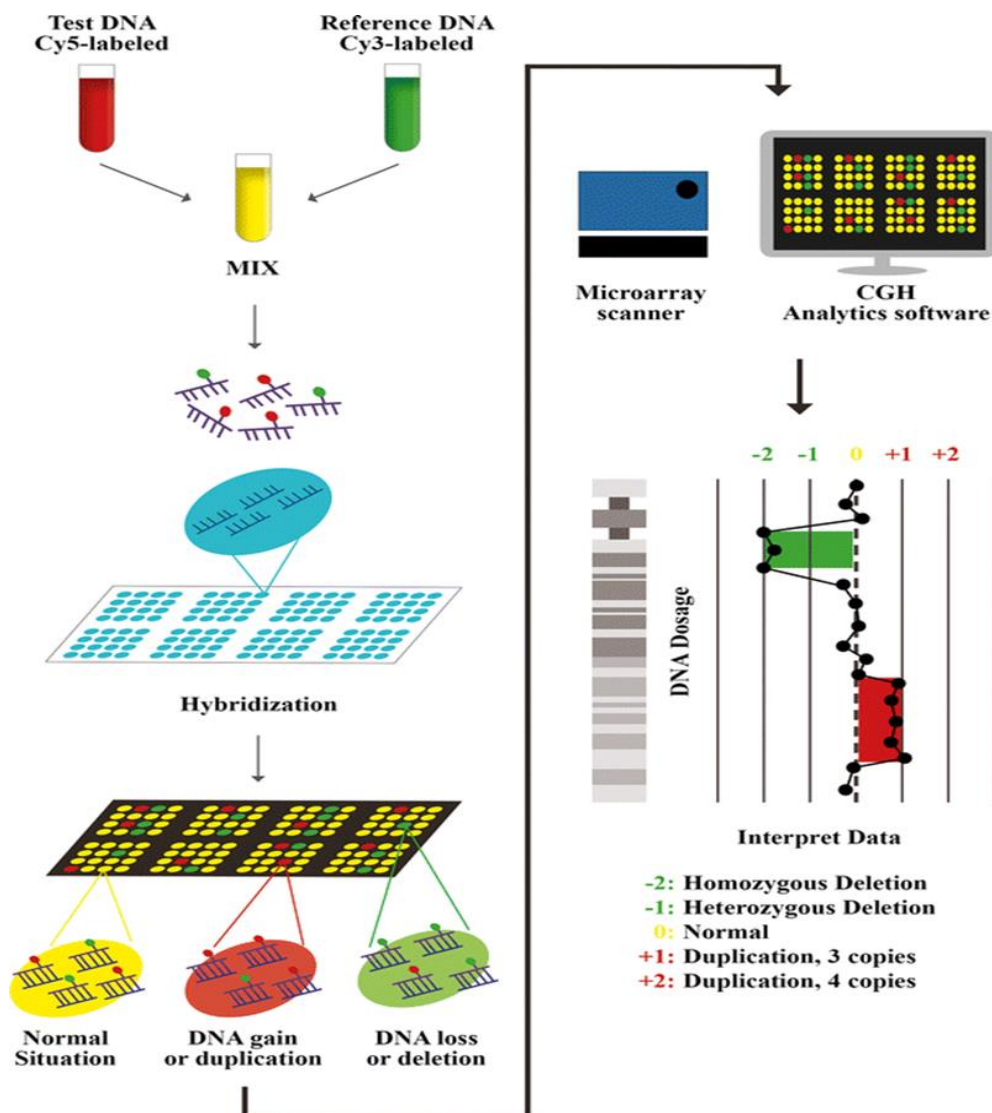 Test DNA
Cy5-labeled
Reference DNA
Cy3-labeled
MIX
Hybridization
Normal
Situation
DNA gain
or duplication
DNA loss
or deletion
Microarray
scanner
CGH
Analytics software
-2 -1 0 +1 +2
DNA Dosage
Interpret Data
-2: Homozygous Deletion
-1: Heterozygous Deletion
0: Normal
+1: Duplication, 3 copies
+2: Duplication, 4 copies